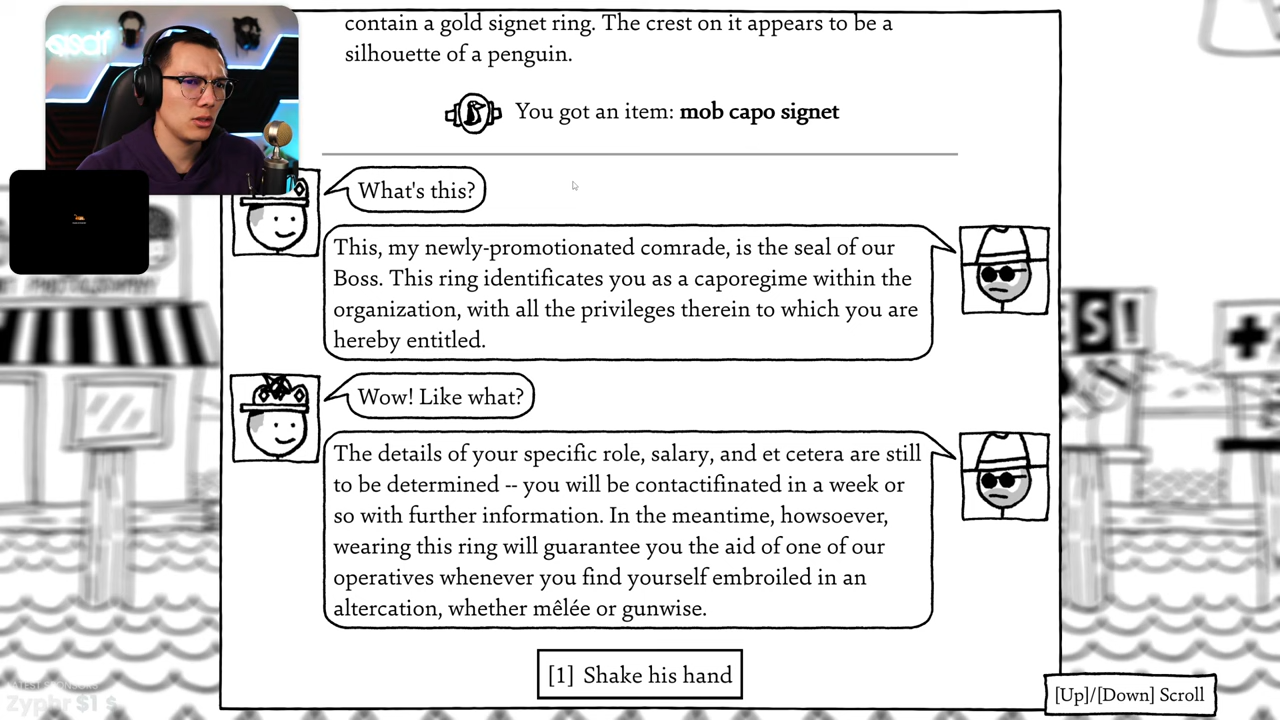 contain a gold signet ring. The crest on it appears to be a
silhouette of a penguin.
You got an item: mob capo signet
What's this?
This, my newly-promotionated comrade, is the seal of our
Boss. This ring identificates you as a caporegime within the
organization, with all the privileges therein to which you are
hereby entitled.
Wow! Like what?
The details of your specific role, salary, and et cetera are still
to be determined -- you will be contactifinated in a week or
so with further information. In the meantime, howsoever,
wearing this ring will guarantee you the aid of one of our
operatives whenever you find yourself embroiled in an
altercation, whether mêlée or gunwise.
[1] Shake his hand
[Up]/[Down] Scroll
Zyphr $1 $
S!